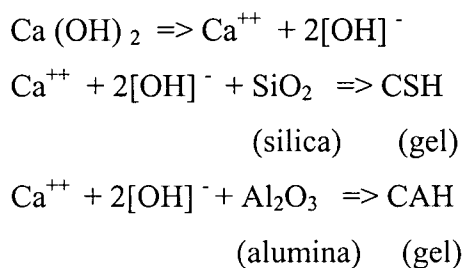 Ca (OH) ₂ => Ca⁺⁺ + 2[OH] ⁻
Ca⁺⁺ + 2[OH] ⁻ + SiO₂ => CSH
(silica) (gel)
Ca⁺⁺ + 2[OH] ⁻ + Al₂O₃ => CAH
(alumina) (gel)